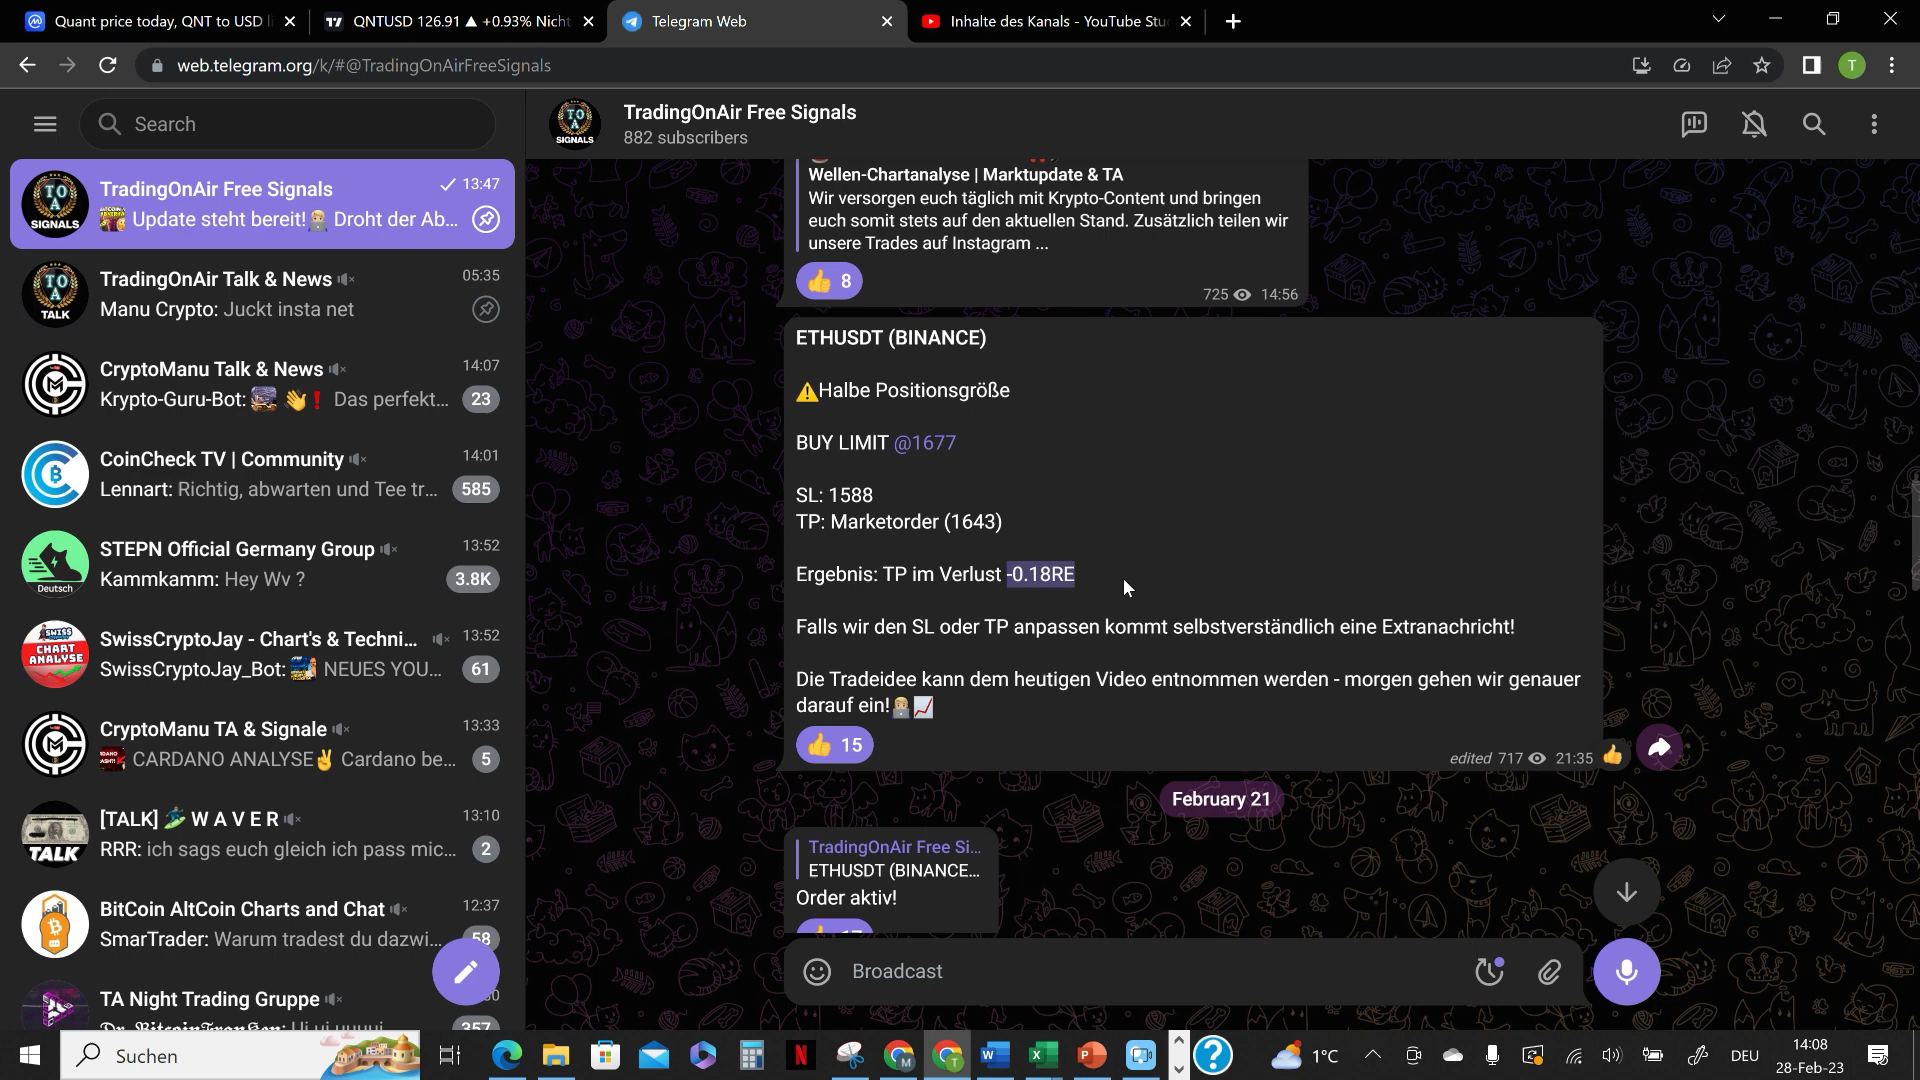 Quant price today, QNT to USD li
QNTUSD 126.91 ▲ +0.93% Nicht
Telegram Web
Inhalte des Kanals - YouTube Stu
web.telegram.org/k/#@TradingOnAirFreeSignals
T
Search
TradingOnAir Free Signals
882 subscribers
TOA
SIGNALS
TradingOnAir Free Signals
13:47
Update steht bereit! Droht der Ab...
TOA
TALK
TradingOnAir Talk & News
05:35
Manu Crypto: Juckt insta net
CryptoManu Talk & News
14:07
Krypto-Guru-Bot: 👋❗ Das perfekt...
23
CoinCheck TV | Community
14:01
Lennart: Richtig, abwarten und Tee tr...
585
Deutsch
STEPN Official Germany Group
13:52
Kammkamm: Hey Wv ?
3.8K
SWISS
CHART
ANALYSE
SwissCryptoJay - Chart's & Techni...
13:52
SwissCryptoJay_Bot: NEUES YOU...
61
CryptoManu TA & Signale
13:33
CARDANO ANALYSE✌ Cardano be...
5
TALK
[TALK] 🏄 W A V E R
13:10
RRR: ich sags euch gleich ich pass mic...
2
BitCoin AltCoin Charts and Chat
12:37
SmarTrader: Warum tradest du dazwi...
58
TA Night Trading Gruppe
357
Wellen-Chartanalyse | Marktupdate & TA
Wir versorgen euch täglich mit Krypto-Content und bringen
euch somit stets auf den aktuellen Stand. Zusätzlich teilen wir
unsere Trades auf Instagram ...
👍 8
725 14:56
ETHUSDT (BINANCE)
⚠Halbe Positionsgröße
BUY LIMIT @1677
SL: 1588
TP: Marketorder (1643)
Ergebnis: TP im Verlust -0.18RE
Falls wir den SL oder TP anpassen kommt selbstverständlich eine Extranachricht!
Die Tradeidee kann dem heutigen Video entnommen werden - morgen gehen wir genauer
darauf ein!👨🏼‍💻📈
👍 15
edited 717 21:35
February 21
TradingOnAir Free Si...
ETHUSDT (BINANCE...
Order aktiv!
Broadcast
Suchen
1°C
DEU
14:08
28-Feb-23